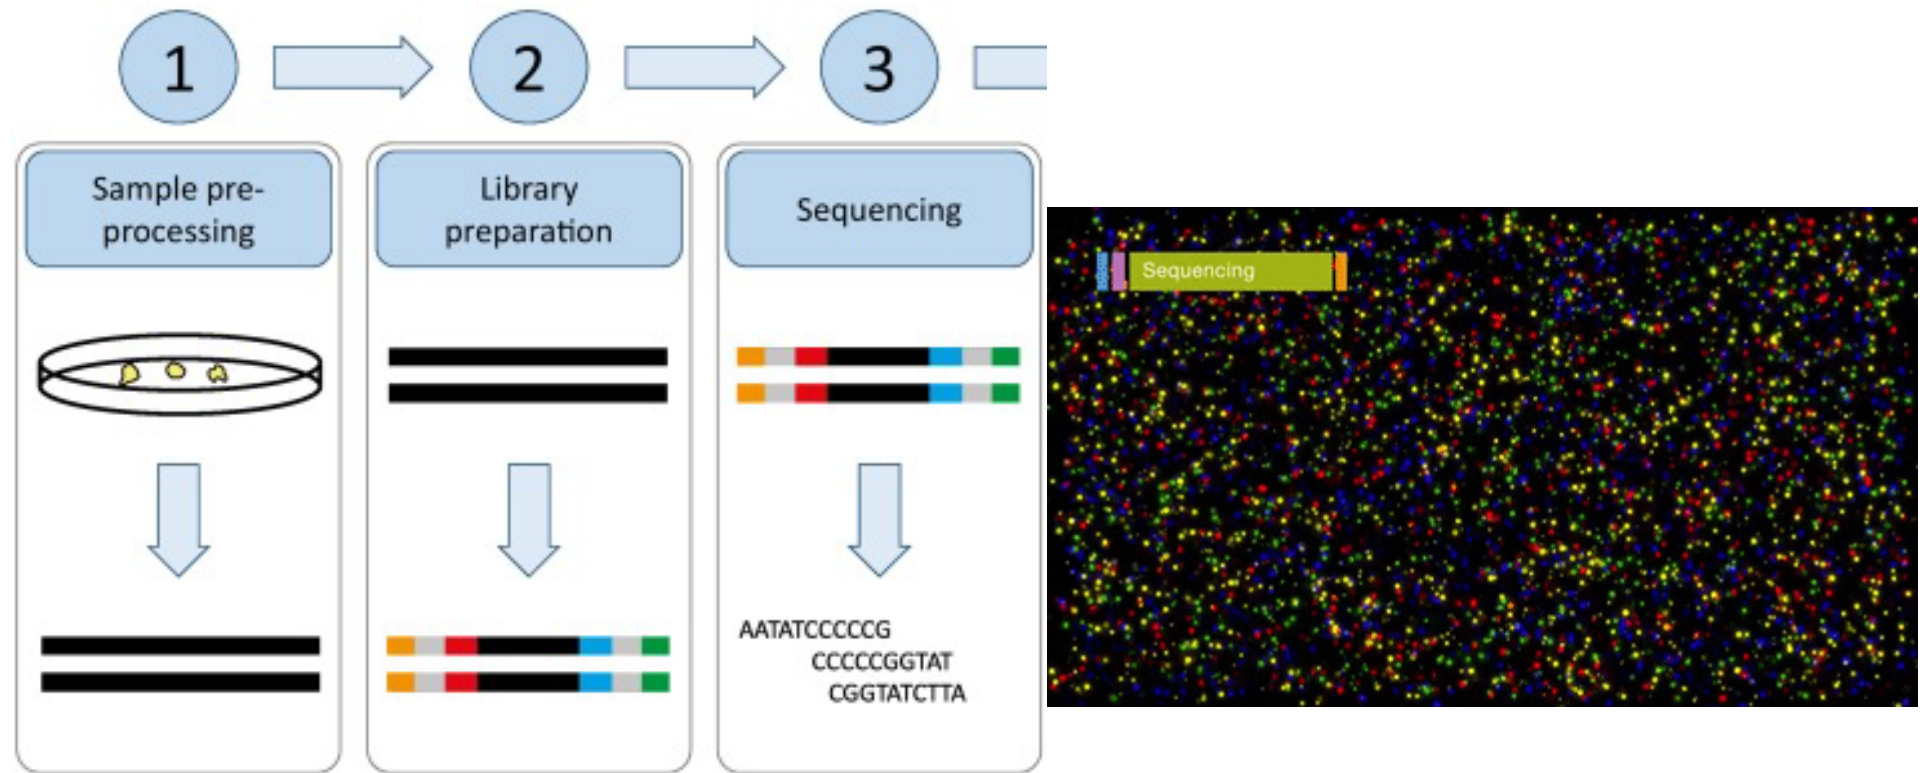 1
2
3
Sample pre-
processing
Library
preparation
Sequencing
AATATCCCCCG
CCCCCGGTAT
CGGTATCTTA
Sequencing